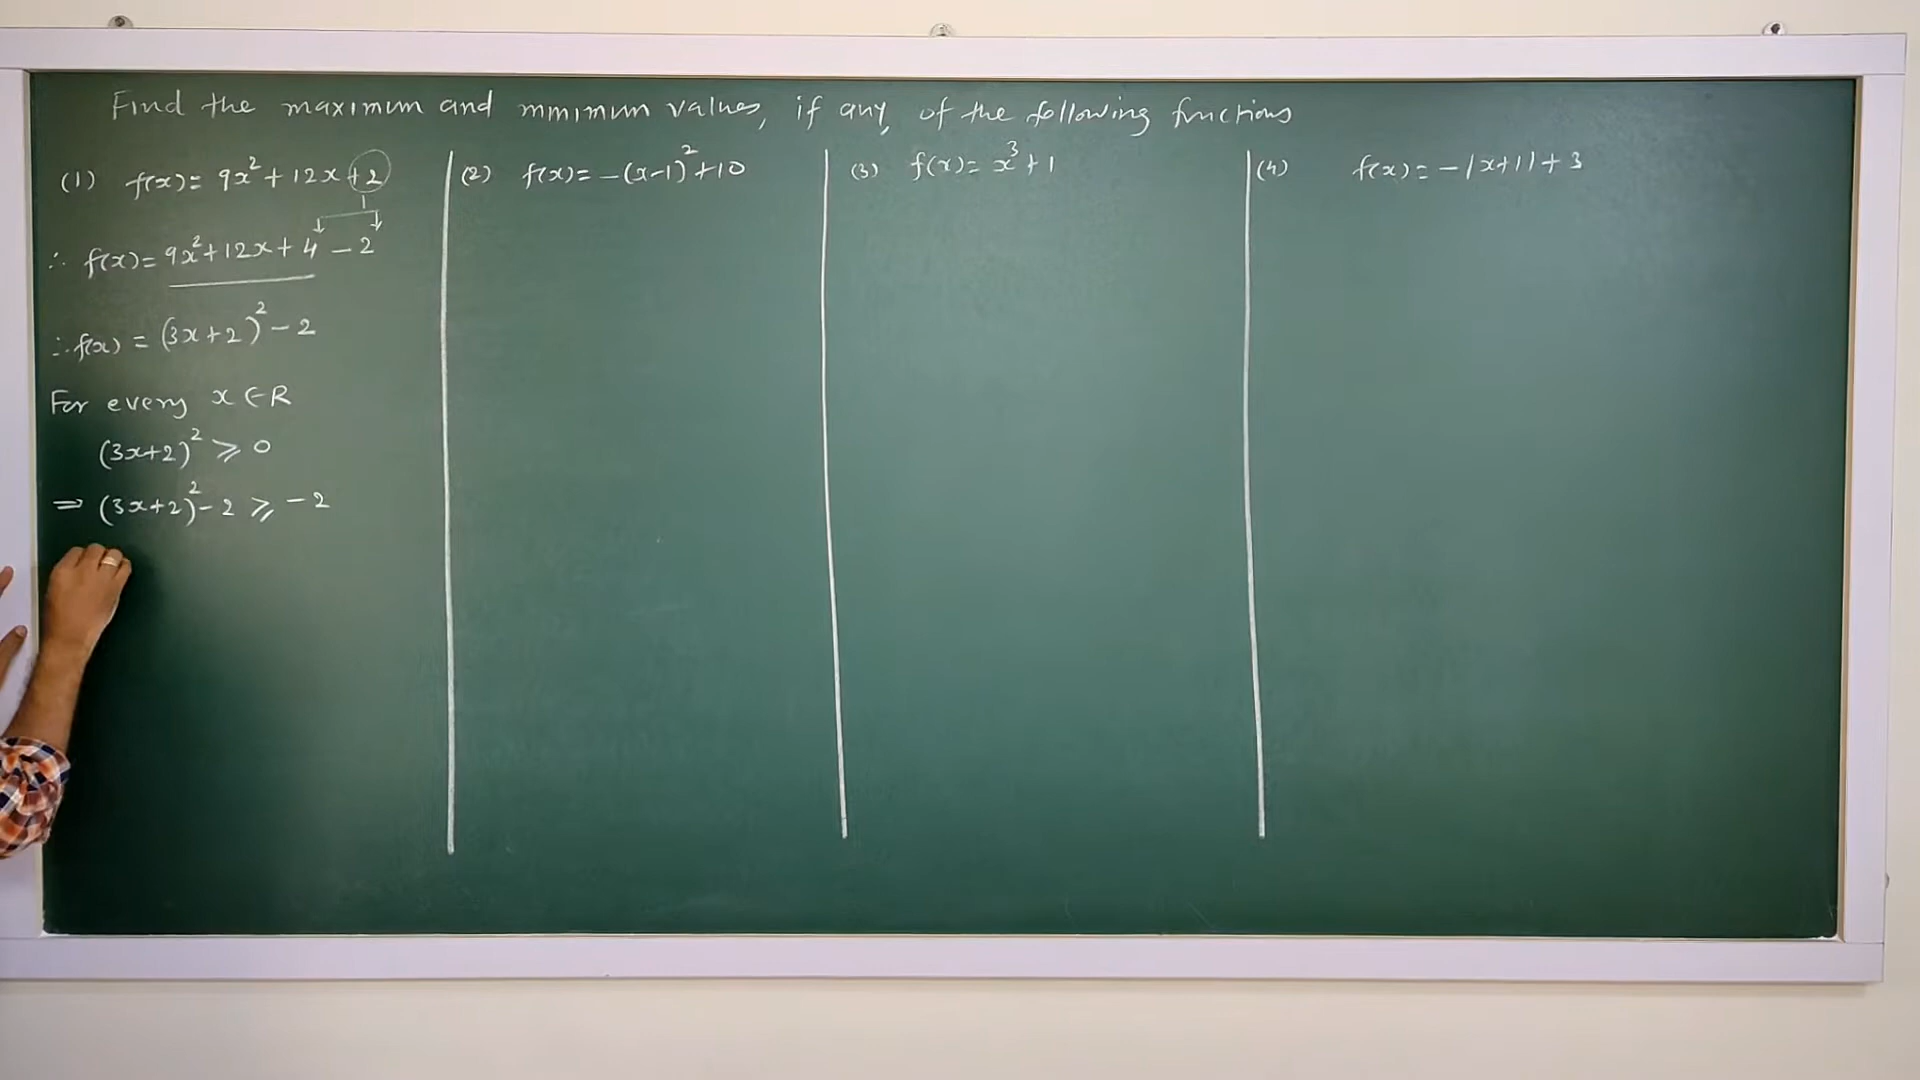 Find the maximum and minimum values, if any, of the following functions
(1) f(x) = 9x² + 12x + 2
∴ f(x) = 9x² + 12x + 4 - 2
∴ f(x) = (3x + 2)² - 2
For every x ∈ R
(3x+2)² ⩾ 0
⇒ (3x+2)² - 2 ⩾ -2
(2) f(x) = -(x-1)² + 10
(3) f(x) = x³ + 1
(4) f(x) = -|x+1| + 3